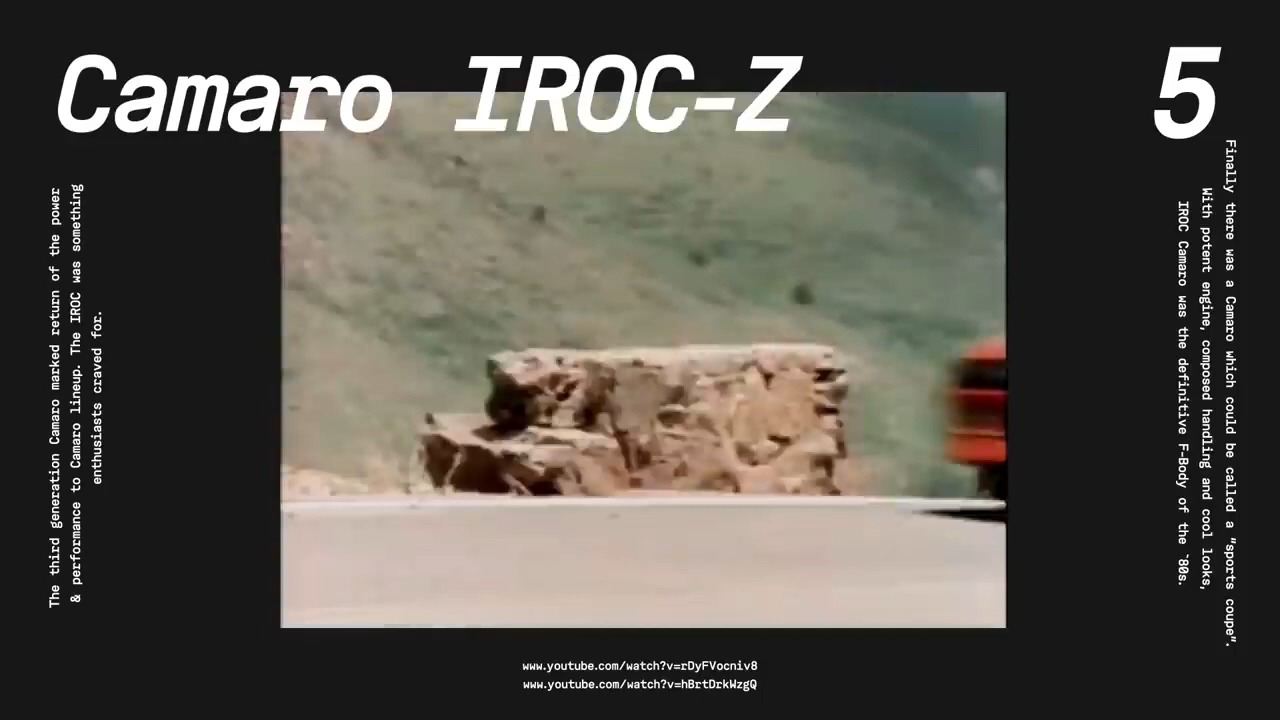 Camaro IROC-Z
5
The third generation Camaro marked return of the power
& performance to Camaro lineup. The IROC was something
enthusiasts craved for.
Finally there was a Camaro which could be called a "sports coupe".
With potent engine, composed handling and cool looks,
IROC Camaro was the definitive F-Body of the `80s.
www.youtube.com/watch?v=rDyFVocniv8
www.youtube.com/watch?v=hBrtDrkWzgQ